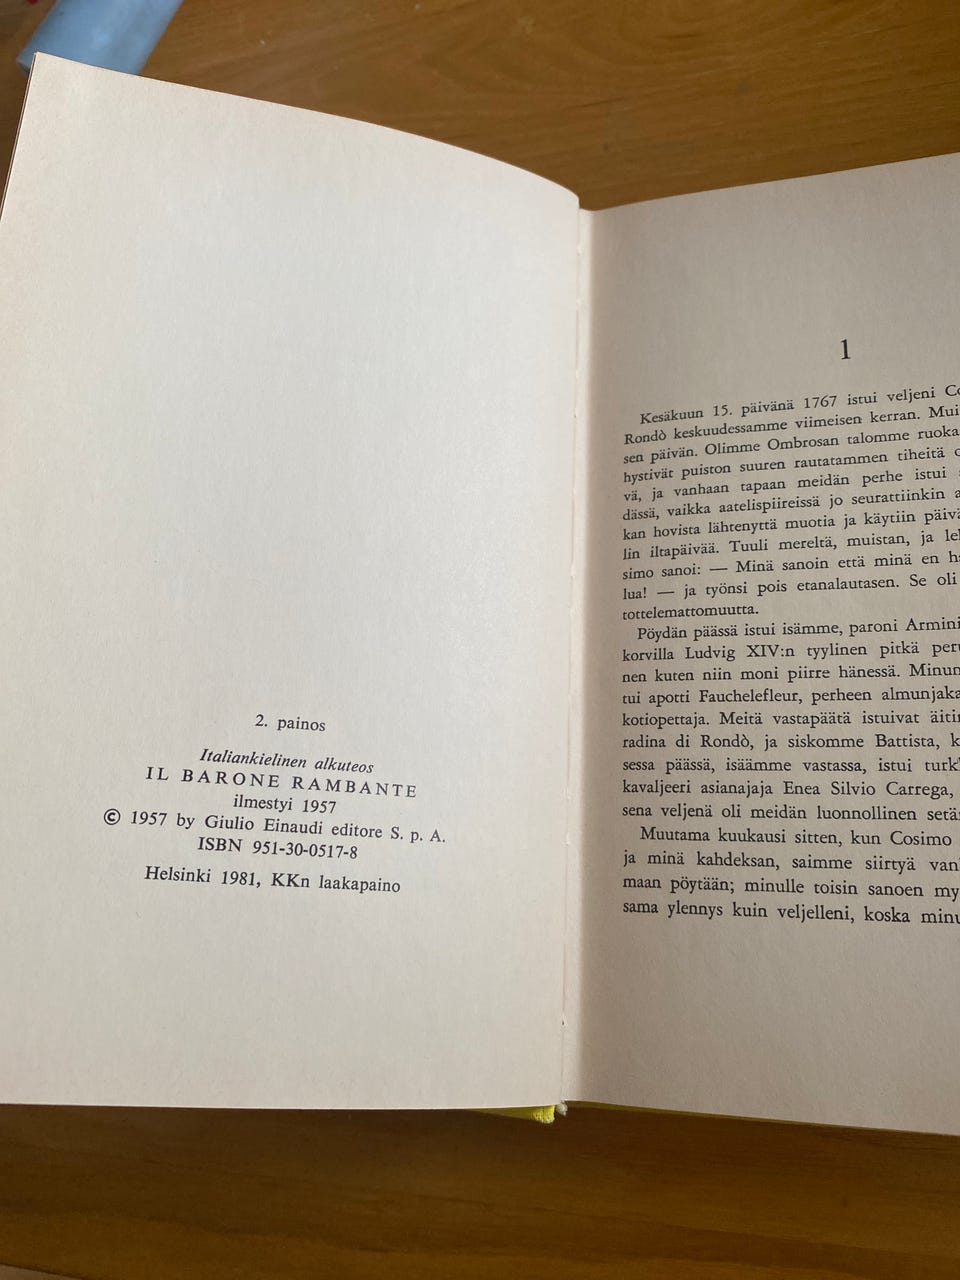 2. painos
Italiankielinen alkuteos
IL BARONE RAMBANTE
ilmestyi 1957
© 1957 by Giulio Einaudi editore S. p. A.
ISBN 951-30-0517-8
Helsinki 1981, KKn laakapaino
1
Kesäkuun 15. päivänä 1767 istui veljeni
Rondò keskuudessamme viimeisen kerran.
sen päivän. Olimme Ombrosan talomme
hystivät puiston suuren rautatammen tiheitä
vä, ja vanhaan tapaan meidän perhe istui
dässä, vaikka aatelispiireissä jo seurattiinkin
kan hovista lähtenyttä muotia ja käytiin
lin iltapäivää. Tuuli mereltä, muistan, ja
simo sanoi: — Minä sanoin että minä en
lua! — ja työnsi pois etanalautasen. Se oli
tottelemattomuutta.
Pöydän päässä istui isämme, paroni
korvilla Ludvig XIV:n tyylinen pitkä
nen kuten niin moni piirre hänessä.
tui apotti Fauchelefleur, perheen
kotiopettaja. Meitä vastapäätä istuivat
radina di Rondò, ja siskomme Battista,
sessa päässä, isäämme vastassa, istui
kavaljeeri asianajaja Enea Silvio Carrega,
sena veljenä oli meidän luonnollinen
Muutama kuukausi sitten, kun Cosimo
ja minä kahdeksan, saimme siirtyä
maan pöytään; minulle toisin sanoen
sama ylennys kuin veljelleni, koska